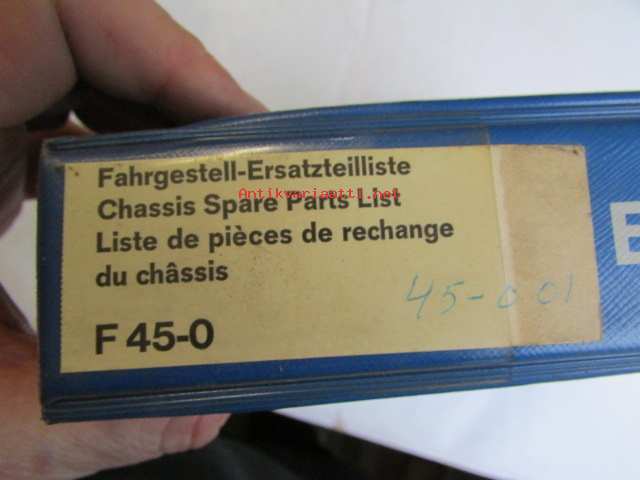 Fahrgestell-Ersatzteilliste
Antikvariaatti.net
Chassis Spare Parts List
Liste de pièces de rechange
du châssis
45-001
F 45-0